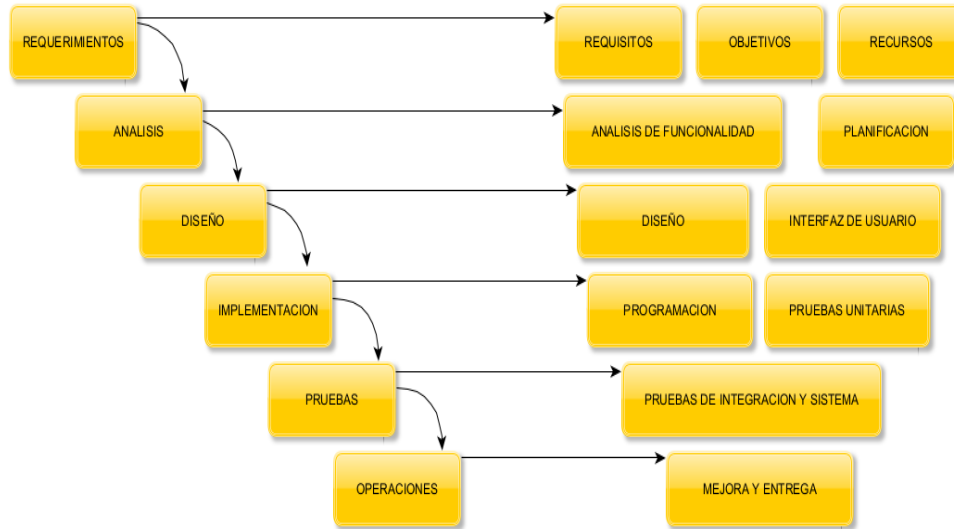 REQUERIMIENTOS
REQUISITOS
OBJETIVOS
RECURSOS
ANALISIS
ANALISIS DE FUNCIONALIDAD
PLANIFICACION
DISEÑO
DISEÑO
INTERFAZ DE USUARIO
IMPLEMENTACION
PROGRAMACION
PRUEBAS UNITARIAS
PRUEBAS
PRUEBAS DE INTEGRACION Y SISTEMA
OPERACIONES
MEJORA Y ENTREGA